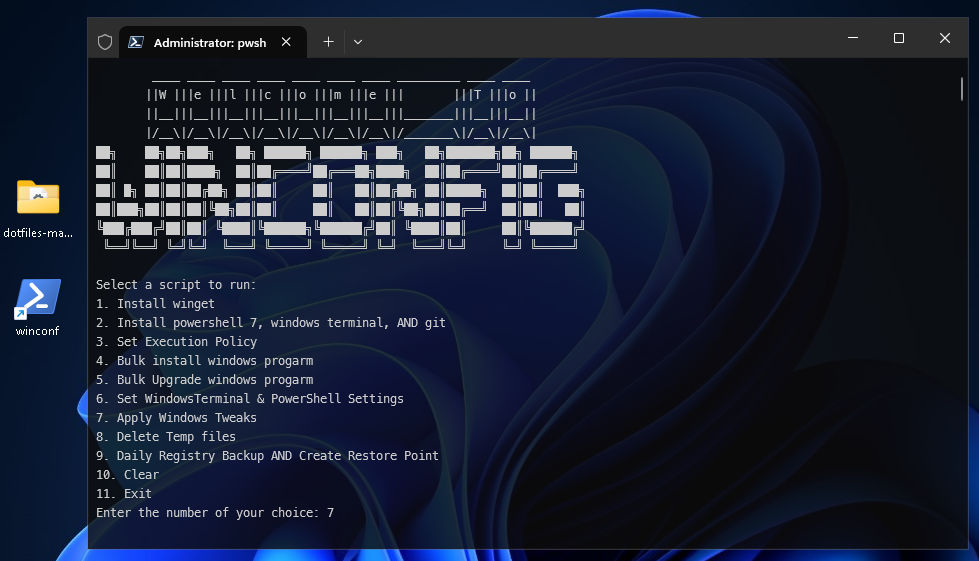 Administrator: pwsh
Welcome To
WINCONFIG
Select a script to run:
1. Install winget
2. Install powershell 7, windows terminal, AND git
3. Set Execution Policy
4. Bulk install windows progarm
5. Bulk Upgrade windows progarm
6. Set WindowsTerminal & PowerShell Settings
7. Apply Windows Tweaks
8. Delete Temp files
9. Daily Registry Backup AND Create Restore Point
10. Clear
11. Exit
Enter the number of your choice: 7
dotfiles-ma...
winconf